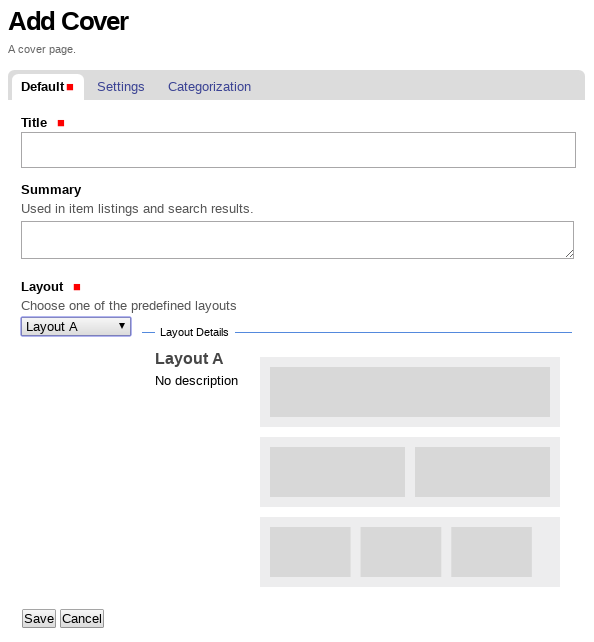 Add Cover
A cover page.
Default Settings Categorization
Title
Summary
Used in item listings and search results.
Layout
Choose one of the predefined layouts
Layout A
Layout Details
Layout A
No description
Save Cancel